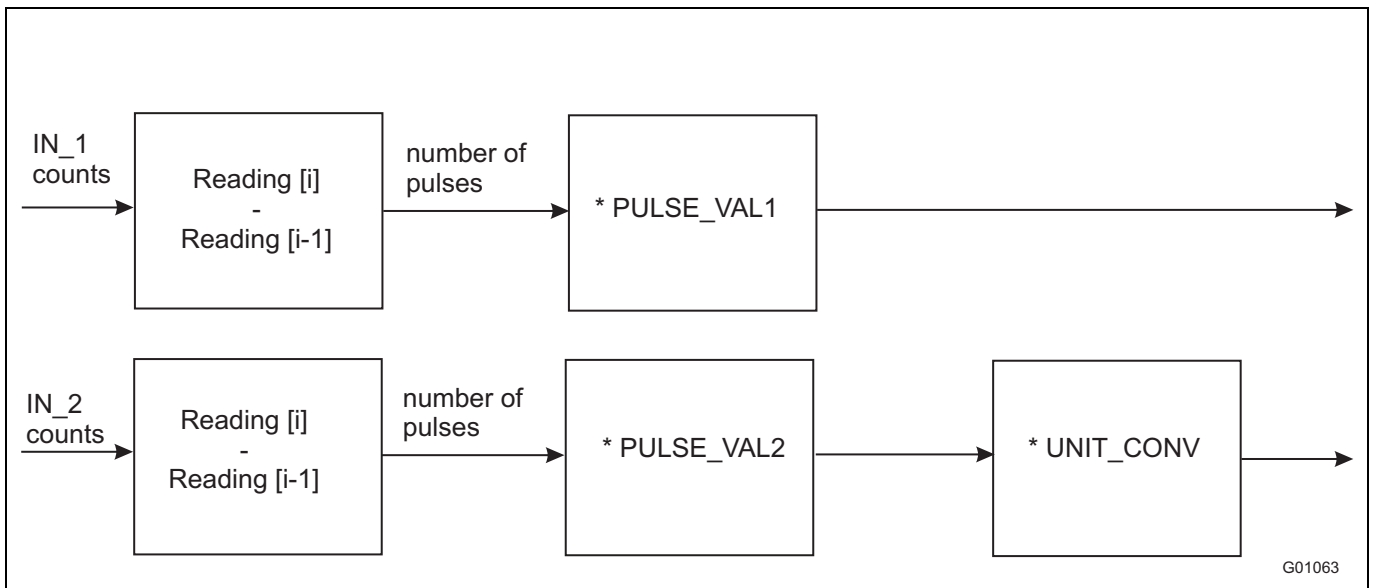 IN_1
counts
Reading [i]
-
Reading [i-1]
number of
pulses
* PULSE_VAL1
IN_2
counts
Reading [i]
-
Reading [i-1]
number of
pulses
* PULSE_VAL2
* UNIT_CONV
G01063